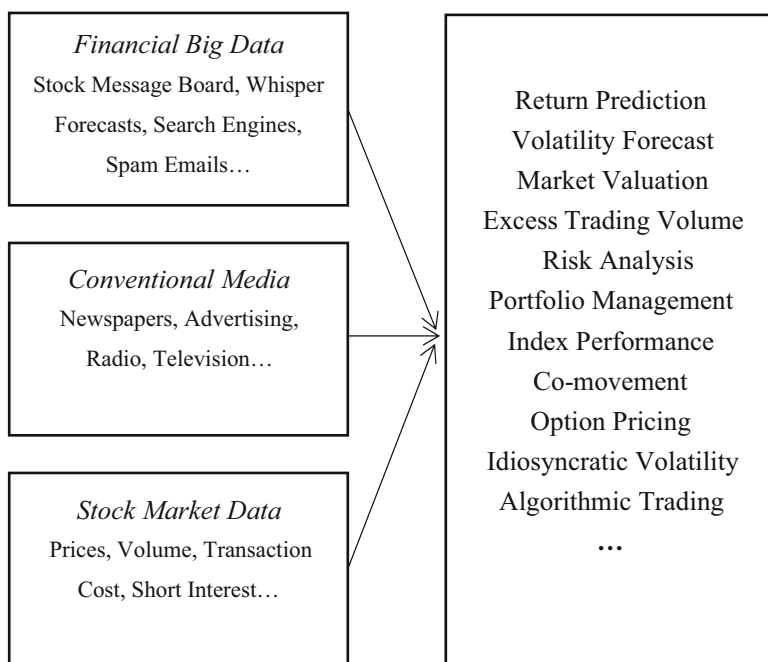 Financial Big Data
Stock Message Board, Whisper
Forecasts, Search Engines,
Spam Emails…
Conventional Media
Newspapers, Advertising,
Radio, Television…
Stock Market Data
Prices, Volume, Transaction
Cost, Short Interest…
Return Prediction
Volatility Forecast
Market Valuation
Excess Trading Volume
Risk Analysis
Portfolio Management
Index Performance
Co-movement
Option Pricing
Idiosyncratic Volatility
Algorithmic Trading
…